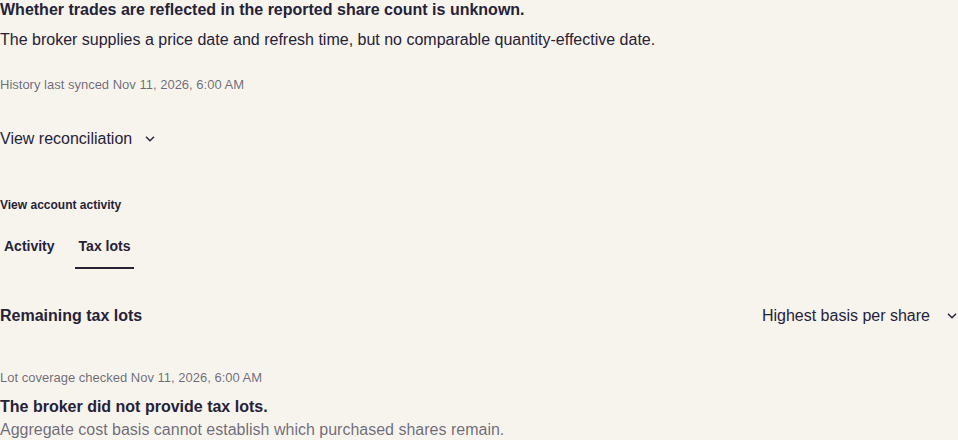 Whether trades are reflected in the reported share count is unknown.
The broker supplies a price date and refresh time, but no comparable quantity-effective date.
History last synced Nov 11, 2026, 6:00 AM
View reconciliation
View account activity
Activity Tax lots
Remaining tax lots Highest basis per share
Lot coverage checked Nov 11, 2026, 6:00 AM
The broker did not provide tax lots.
Aggregate cost basis cannot establish which purchased shares remain.